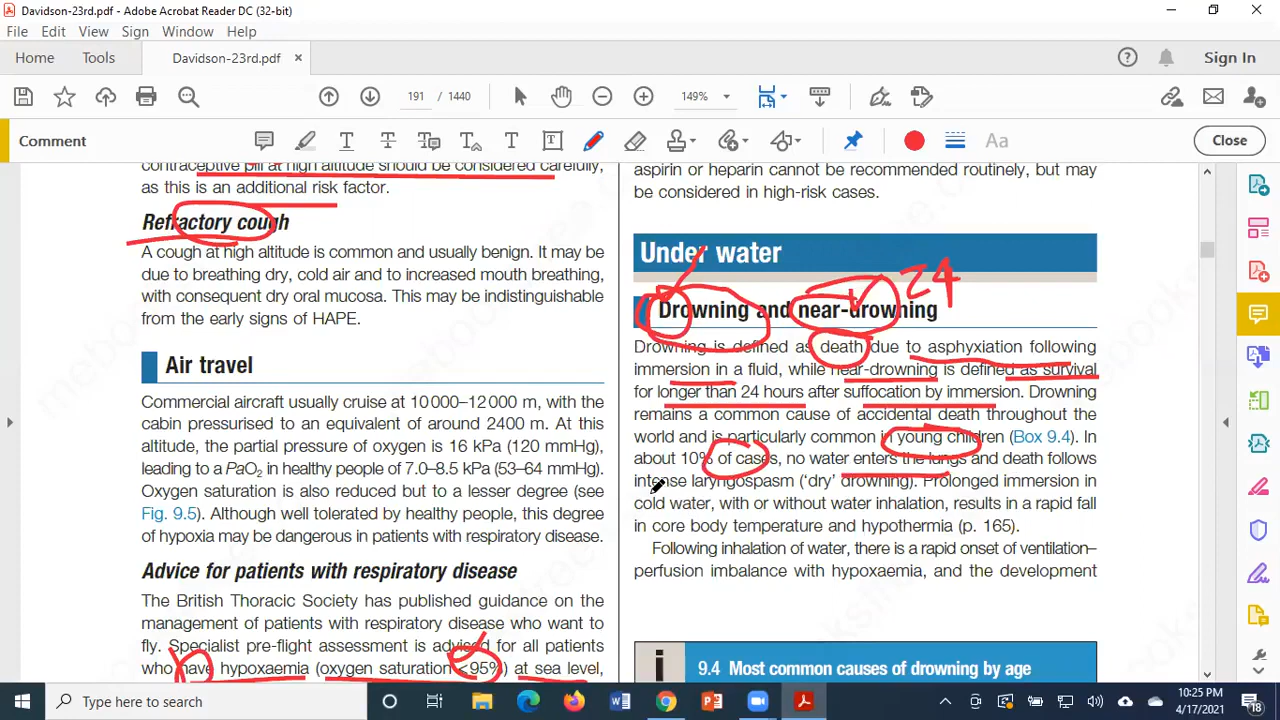 Davidson-23rd.pdf - Adobe Acrobat Reader DC (32-bit)
File Edit View Sign Window Help
Home Tools Davidson-23rd.pdf × Sign In
191 / 1440 149%
Comment Aa Close
contraceptive pill at high altitude should be considered carefully,
as this is an additional risk factor.
Refractory cough
A cough at high altitude is common and usually benign. It may be
due to breathing dry, cold air and to increased mouth breathing,
with consequent dry oral mucosa. This may be indistinguishable
from the early signs of HAPE.
Air travel
Commercial aircraft usually cruise at 10 000–12 000 m, with the
cabin pressurised to an equivalent of around 2400 m. At this
altitude, the partial pressure of oxygen is 16 kPa (120 mmHg),
leading to a PaO2 in healthy people of 7.0–8.5 kPa (53–64 mmHg).
Oxygen saturation is also reduced but to a lesser degree (see
Fig. 9.5). Although well tolerated by healthy people, this degree
of hypoxia may be dangerous in patients with respiratory disease.
Advice for patients with respiratory disease
The British Thoracic Society has published guidance on the
management of patients with respiratory disease who want to
fly. Specialist pre-flight assessment is advised for all patients
who have hypoxaemia (oxygen saturation <95%) at sea level,
aspirin or heparin cannot be recommended routinely, but may
be considered in high-risk cases.
Under water
24
Drowning and near-drowning
Drowning is defined as death due to asphyxiation following
immersion in a fluid, while near-drowning is defined as survival
for longer than 24 hours after suffocation by immersion. Drowning
remains a common cause of accidental death throughout the
world and is particularly common in young children (Box 9.4). In
about 10% of cases, no water enters the lungs and death follows
intense laryngospasm (‘dry’ drowning). Prolonged immersion in
cold water, with or without water inhalation, results in a rapid fall
in core body temperature and hypothermia (p. 165).
Following inhalation of water, there is a rapid onset of ventilation–
perfusion imbalance with hypoxaemia, and the development
i 9.4 Most common causes of drowning by age
Type here to search
10:25 PM
4/17/2021
18